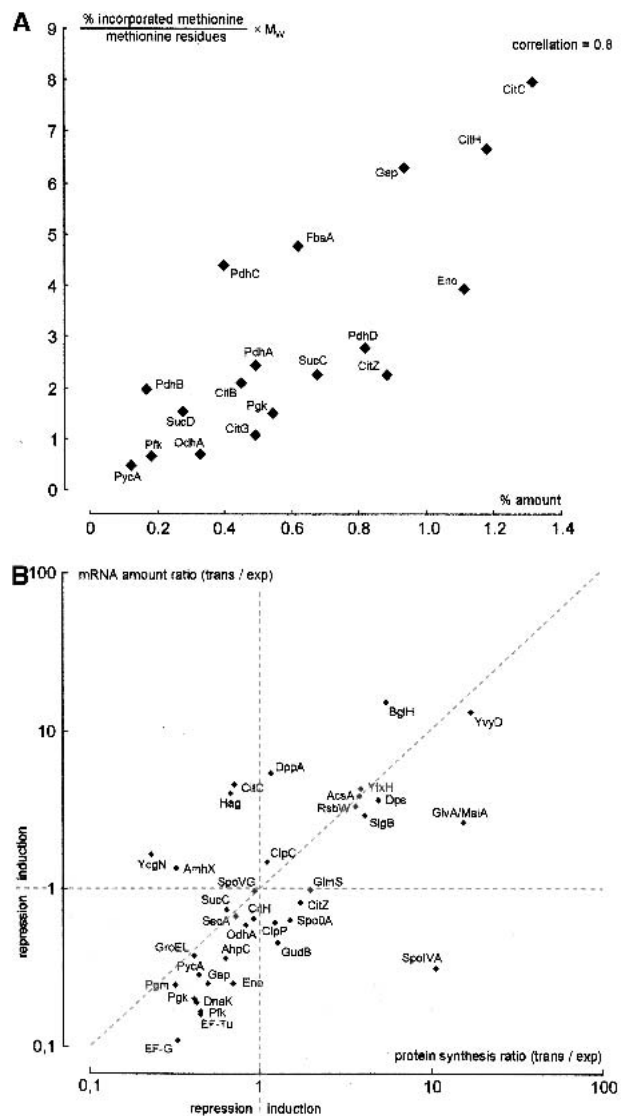 A
% incorporated methionine
methionine residues
× Mw
correllation = 0.8
9
8
7
6
5
4
3
2
1
0
CitC
CitH
Gap
FbaA
PdhC
Eno
PdhD
PdhA
SucC
CitZ
PdhB
CitB
Pgk
SucD
CitG
Pfk
OdhA
PycA
% amount
0
0.2
0.4
0.6
0.8
1.0
1.2
1.4
B
100
mRNA amount ratio (trans / exp)
BglH
YvyD
10
DppA
CitC
YfxH
Hag
AcsA
Dps
RsbW
GlvA/MalA
SigB
YcgN
ClpC
AmhX
induction
SpoVG
GlmS
1
SucC
CitH
CitZ
SecA
Spo0A
OdhA
ClpP
GroEL
AhpC
GudB
PycA
SpoIVA
Pgm
Gap
Eno
Pgk
DnaK
Pfk
EF-Tu
EF-G
repression
0,1
protein synthesis ratio (trans / exp)
0,1
1
10
100
repression
induction